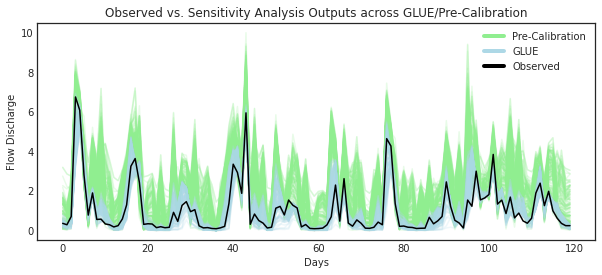 Observed vs. Sensitivity Analysis Outputs across GLUE/Pre-Calibration
10
8
6
4
2
0
Flow Discharge
Pre-Calibration
GLUE
Observed
0 20 40 60 80 100 120
Days